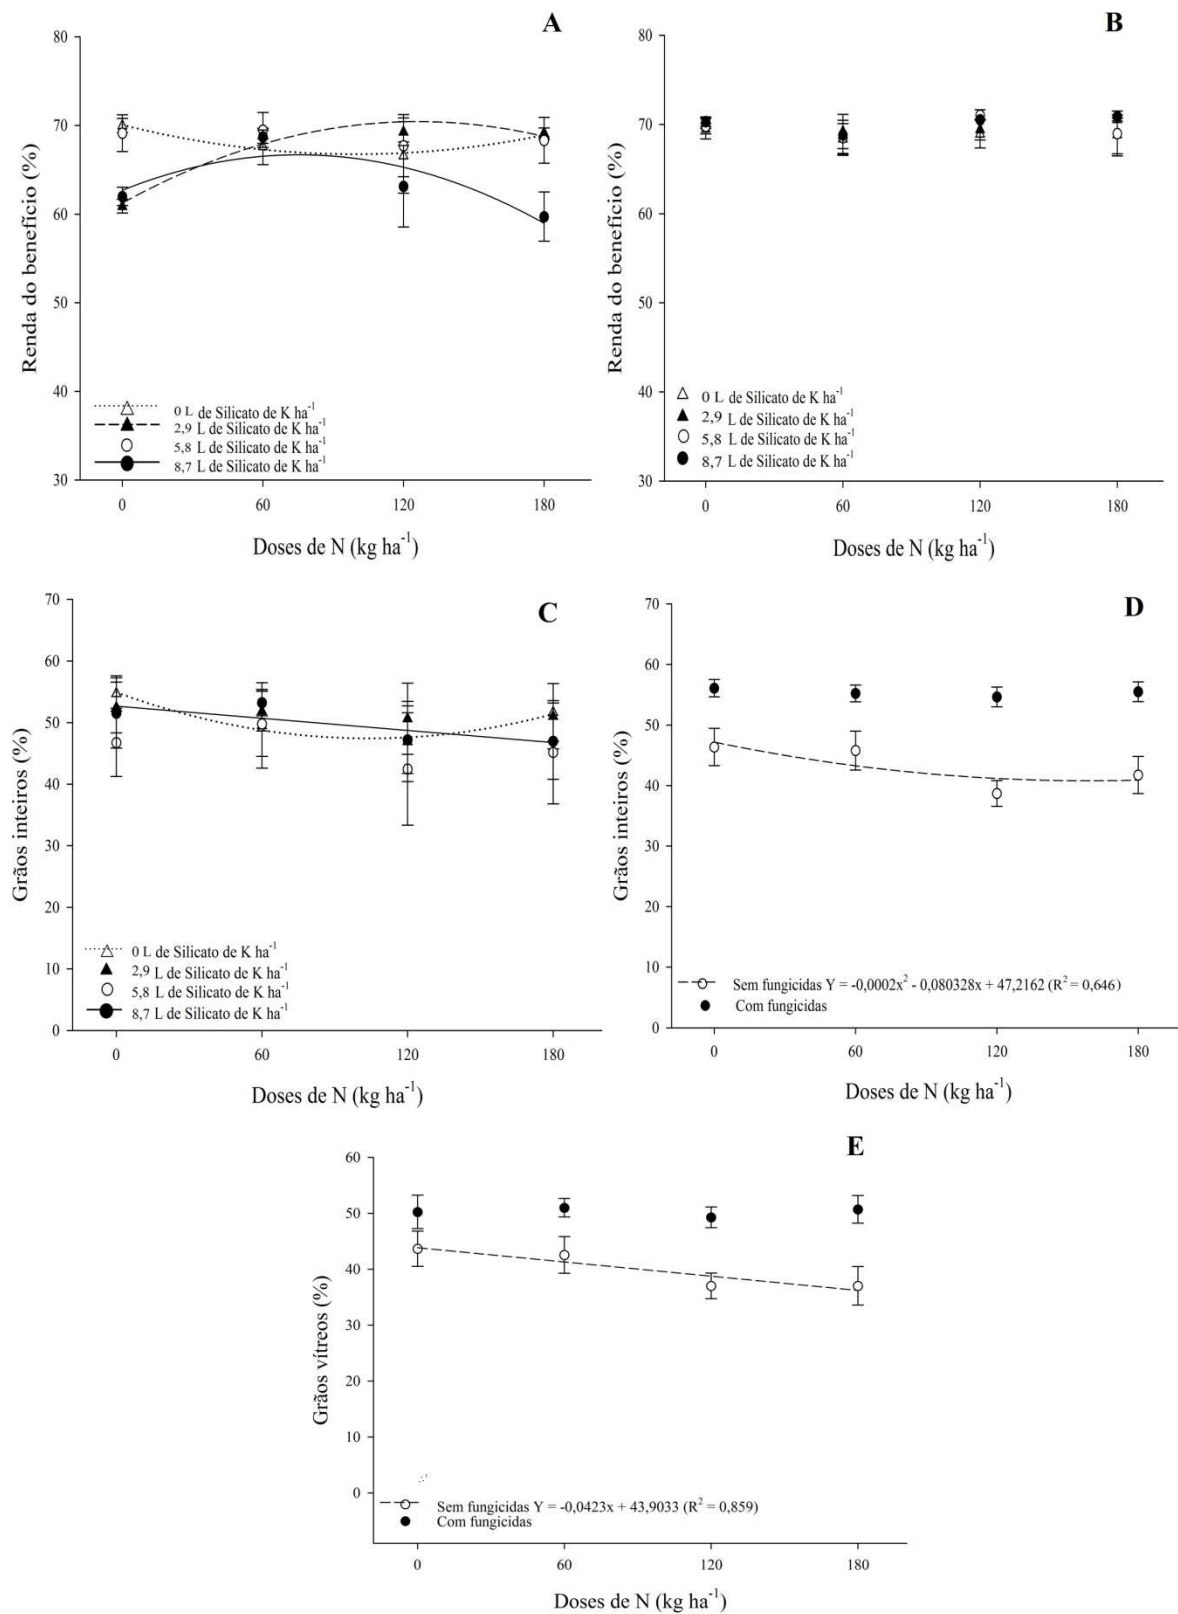 A
80
70
60
50
40
30
Renda do benefício (%)
0 L de Silicato de K ha⁻¹
2,9 L de Silicato de K ha⁻¹
5,8 L de Silicato de K ha⁻¹
8,7 L de Silicato de K ha⁻¹
0 60 120 180
Doses de N (kg ha⁻¹)
B
80
70
60
50
40
30
Renda do benefício (%)
0 L de Silicato de K ha⁻¹
2,9 L de Silicato de K ha⁻¹
5,8 L de Silicato de K ha⁻¹
8,7 L de Silicato de K ha⁻¹
0 60 120 180
Doses de N (kg ha⁻¹)
C
70
60
50
40
30
20
10
0
Grãos inteiros (%)
0 L de Silicato de K ha⁻¹
2,9 L de Silicato de K ha⁻¹
5,8 L de Silicato de K ha⁻¹
8,7 L de Silicato de K ha⁻¹
0 60 120 180
Doses de N (kg ha⁻¹)
D
70
60
50
40
30
20
10
0
Grãos inteiros (%)
Sem fungicidas Y = -0,0002x² - 0,080328x + 47,2162 (R² = 0,646)
Com fungicidas
0 60 120 180
Doses de N (kg ha⁻¹)
E
60
50
40
30
20
10
0
Grãos vítreos (%)
Sem fungicidas Y = -0,0423x + 43,9033 (R² = 0,859)
Com fungicidas
0 60 120 180
Doses de N (kg ha⁻¹)